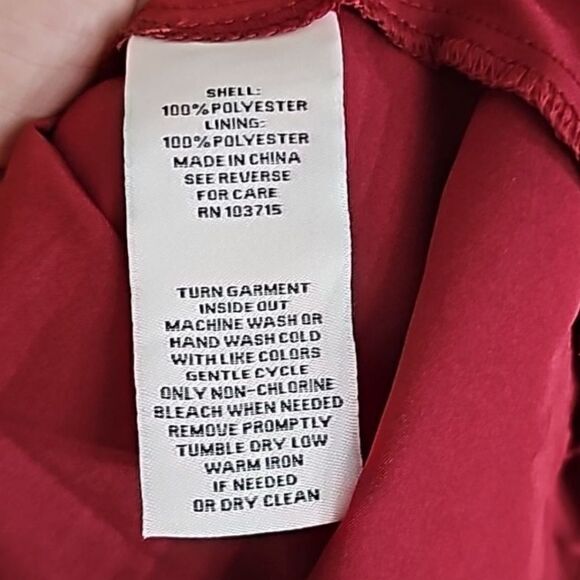 SHELL:
100% POLYESTER
LINING:
100% POLYESTER
MADE IN CHINA
SEE REVERSE
FOR CARE
RN 103715
TURN GARMENT
INSIDE OUT
MACHINE WASH OR
HAND WASH COLD
WITH LIKE COLORS
GENTLE CYCLE
ONLY NON-CHLORINE
BLEACH WHEN NEEDED
REMOVE PROMPTLY
TUMBLE DRY LOW
WARM IRON
IF NEEDED
OR DRY CLEAN